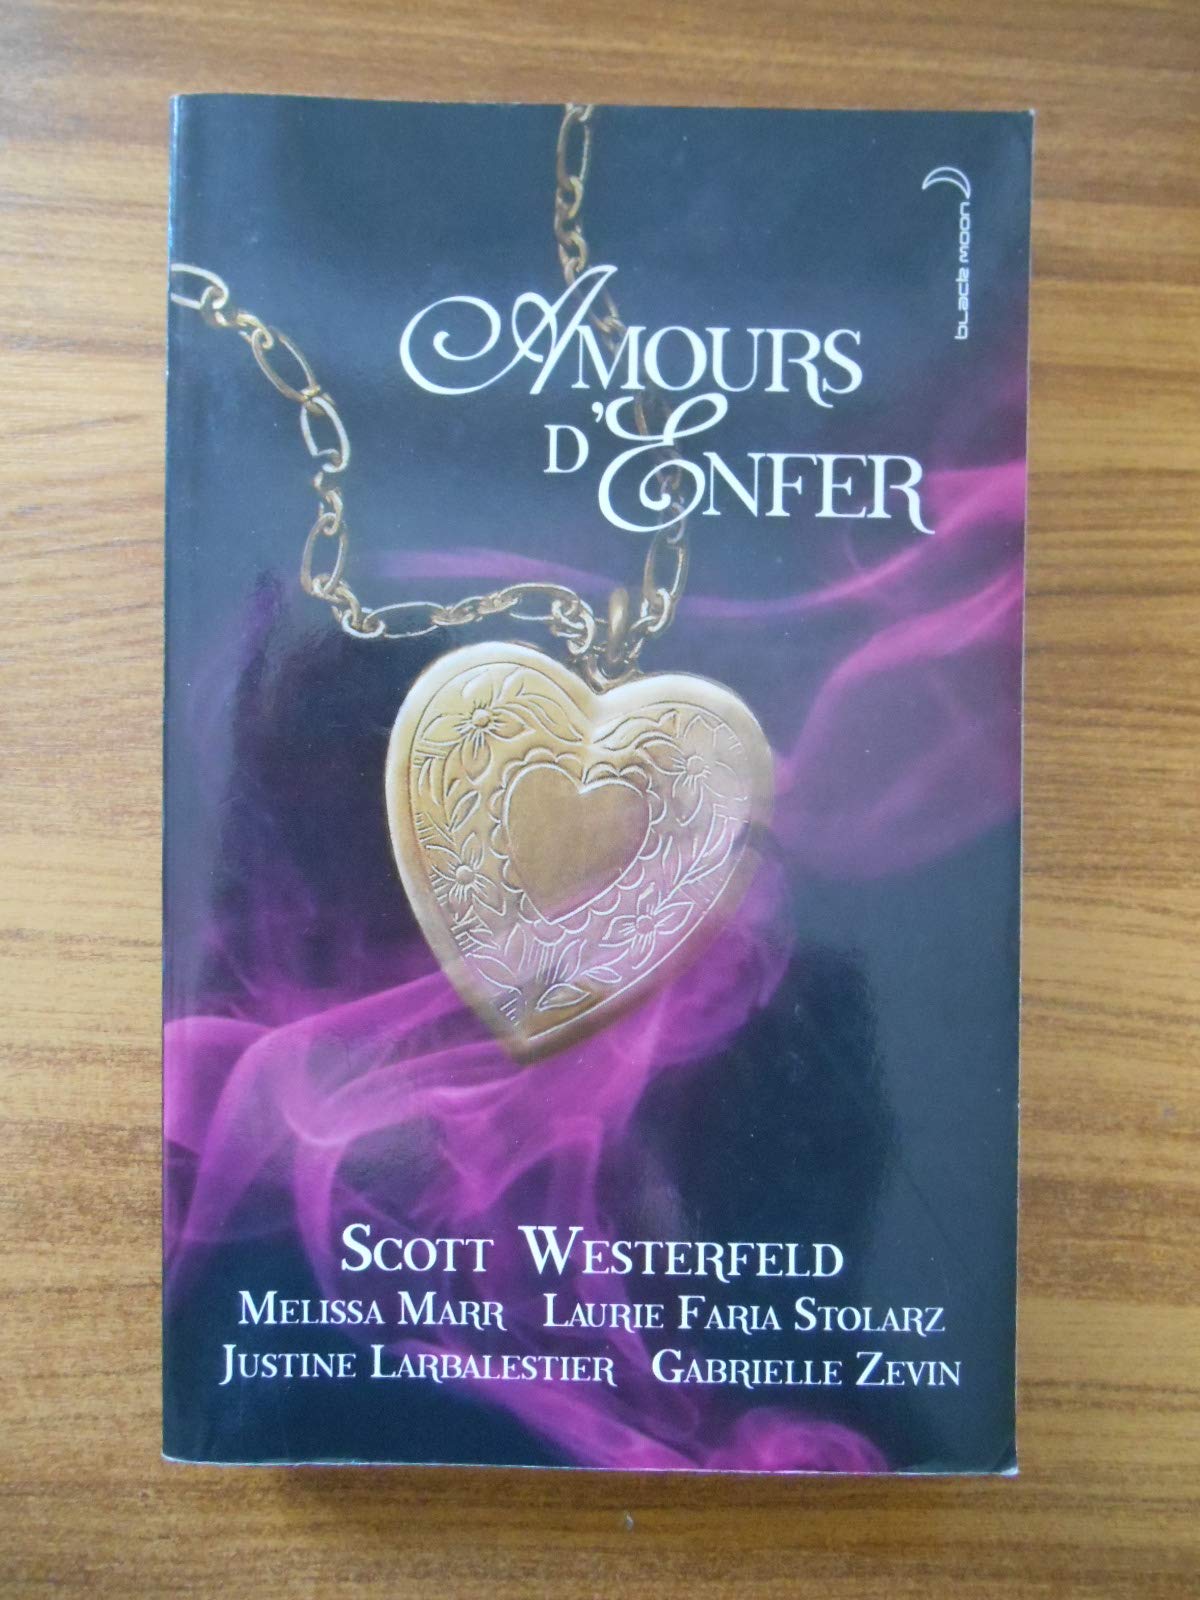 black moon
AMOURS
D'ENFER
SCOTT WESTERFELD
MELISSA MARR LAURIE FARIA STOLARZ
JUSTINE LARBALESTIER GABRIELLE ZEVIN